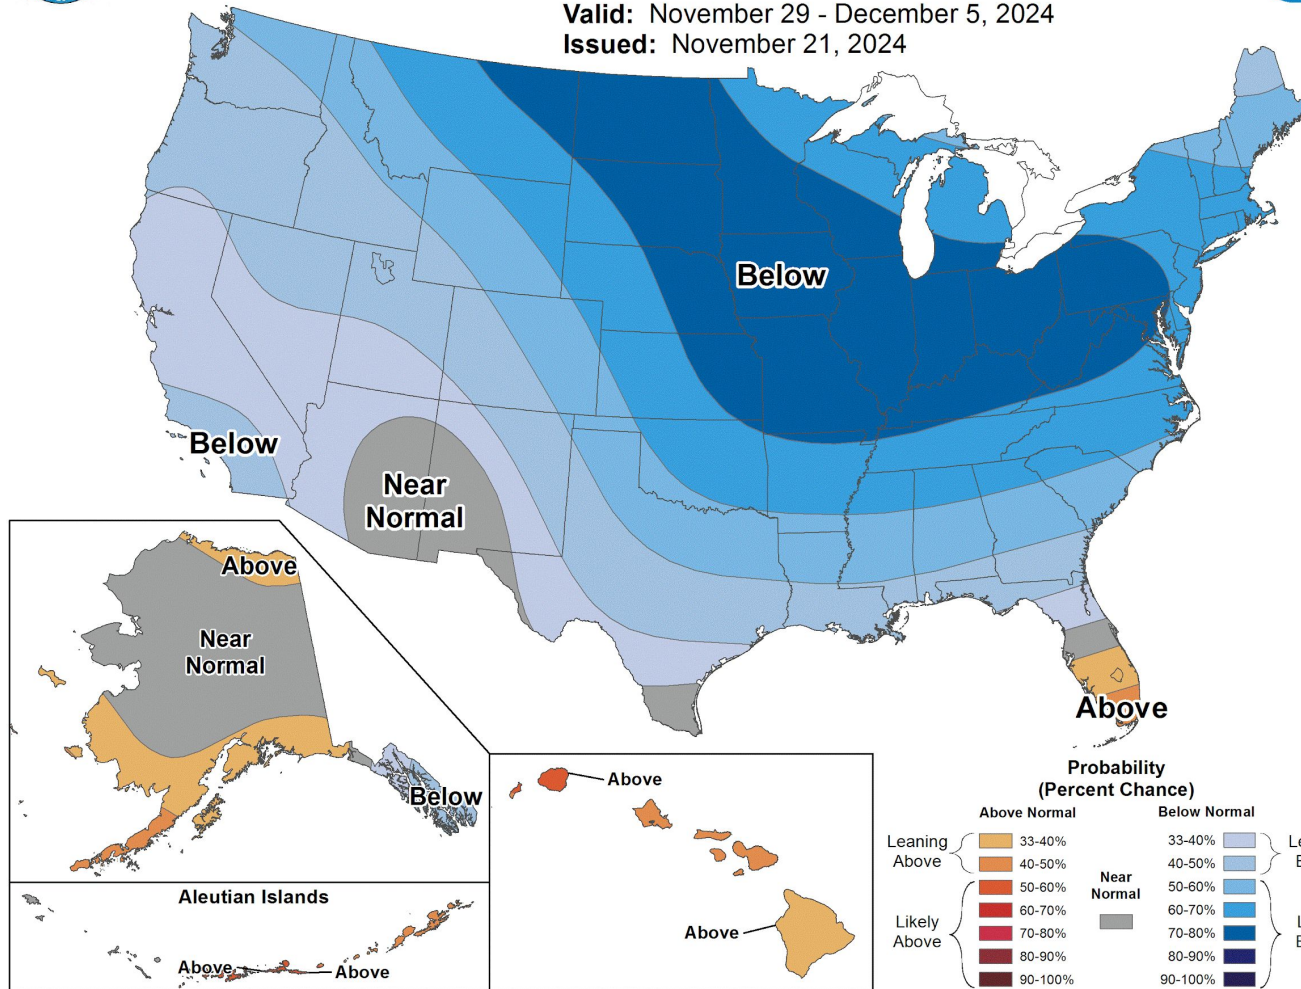 Valid: November 29 - December 5, 2024
Issued: November 21, 2024
Below
Below
Near
Normal
Above
Near
Normal
Below
Above
Aleutian Islands
Above
Above
Above
Above
Probability
(Percent Chance)
Above Normal
Below Normal
Leaning
Above
33-40%
40-50%
50-60%
60-70%
70-80%
80-90%
90-100%
Likely
Above
Near
Normal
33-40%
40-50%
50-60%
60-70%
70-80%
80-90%
90-100%